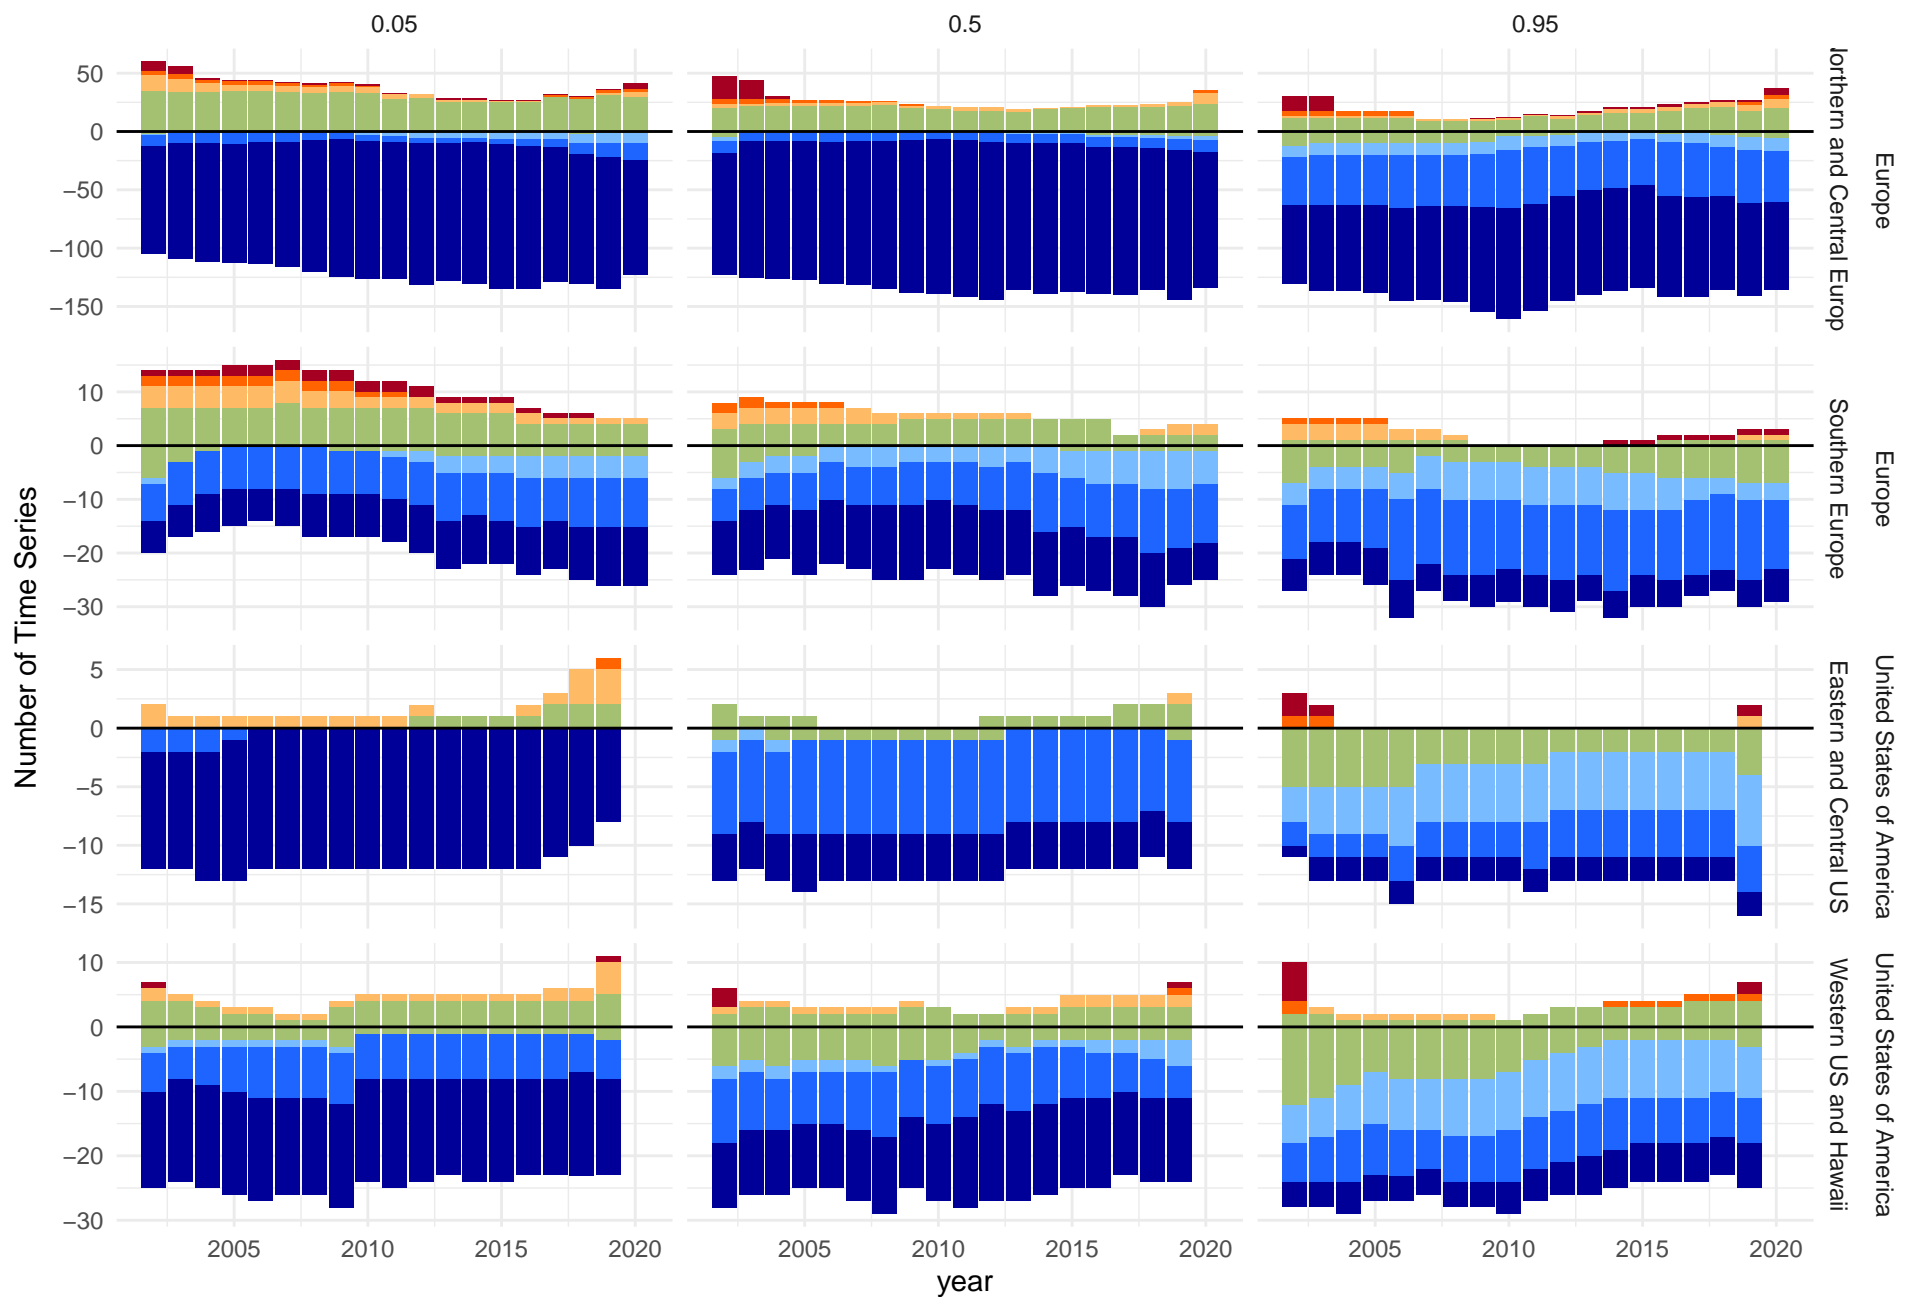 0.05 0.5 0.95
50
0
−50
−100
−150
orthern and Central Europ
Europe
10
0
−10
−20
−30
Southern Europe
Europe
5
0
−5
−10
−15
Eastern and Central US
United States of America
10
0
−10
−20
−30
Western US and Hawaii
United States of America
Number of Time Series
2005 2010 2015 2020 2005 2010 2015 2020 2005 2010 2015 2020
year